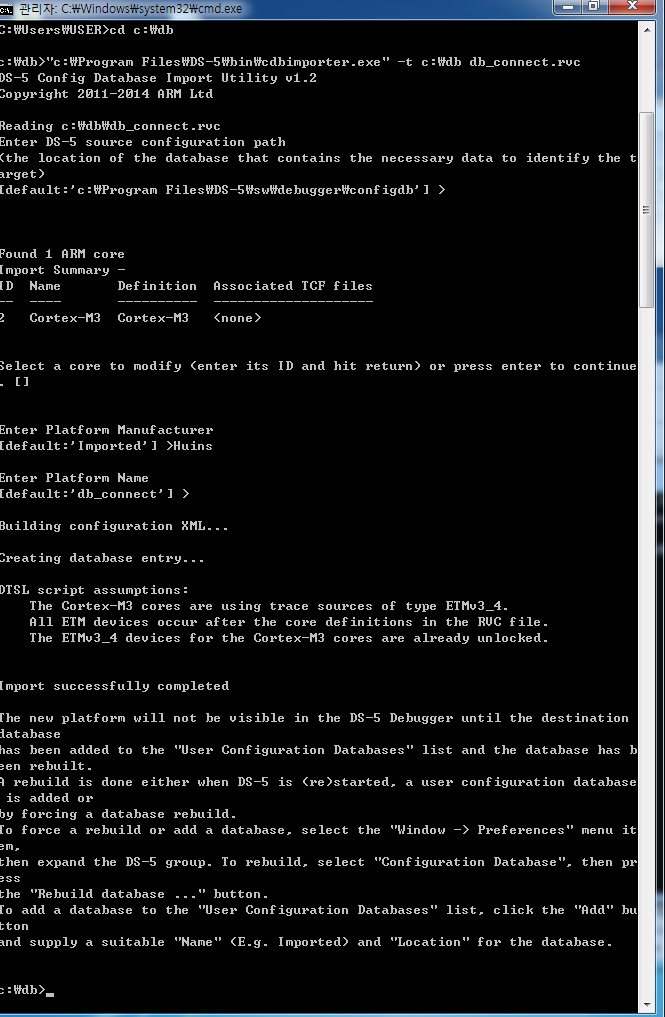 관리자: C:₩Windows₩system32₩cmd.exe
C:₩Users₩USER>cd c:₩db
c:₩db>"c:₩Program Files₩DS-5₩bin₩cdbimporter.exe" -t c:₩db db_connect.rvc
DS-5 Config Database Import Utility v1.2
Copyright 2011-2014 ARM Ltd
Reading c:₩db₩db_connect.rvc
Enter DS-5 source configuration path
(the location of the database that contains the necessary data to identify the t
arget)
[default:'c:₩Program Files₩DS-5₩sw₩debugger₩configdb'] >
Found 1 ARM core
Import Summary -
ID  Name       Definition  Associated TCF files
--  ----       ----------  --------------------
2   Cortex-M3  Cortex-M3   <none>
Select a core to modify (enter its ID and hit return) or press enter to continue
. []
Enter Platform Manufacturer
[default:'Imported'] >Huins
Enter Platform Name
[default:'db_connect'] >
Building configuration XML...
Creating database entry...
DTSL script assumptions:
    The Cortex-M3 cores are using trace sources of type ETMv3_4.
    All ETM devices occur after the core definitions in the RVC file.
    The ETMv3_4 devices for the Cortex-M3 cores are already unlocked.
Import successfully completed
The new platform will not be visible in the DS-5 Debugger until the destination
database
has been added to the "User Configuration Databases" list and the database has b
een rebuilt.
A rebuild is done either when DS-5 is (re)started, a user configuration database
 is added or
by forcing a database rebuild.
To force a rebuild or add a database, select the "Window -> Preferences" menu it
em,
then expand the DS-5 group. To rebuild, select "Configuration Database", then pr
ess
the "Rebuild database ..." button.
To add a database to the "User Configuration Databases" list, click the "Add" bu
tton
and supply a suitable "Name" (E.g. Imported) and "Location" for the database.
c:₩db>_